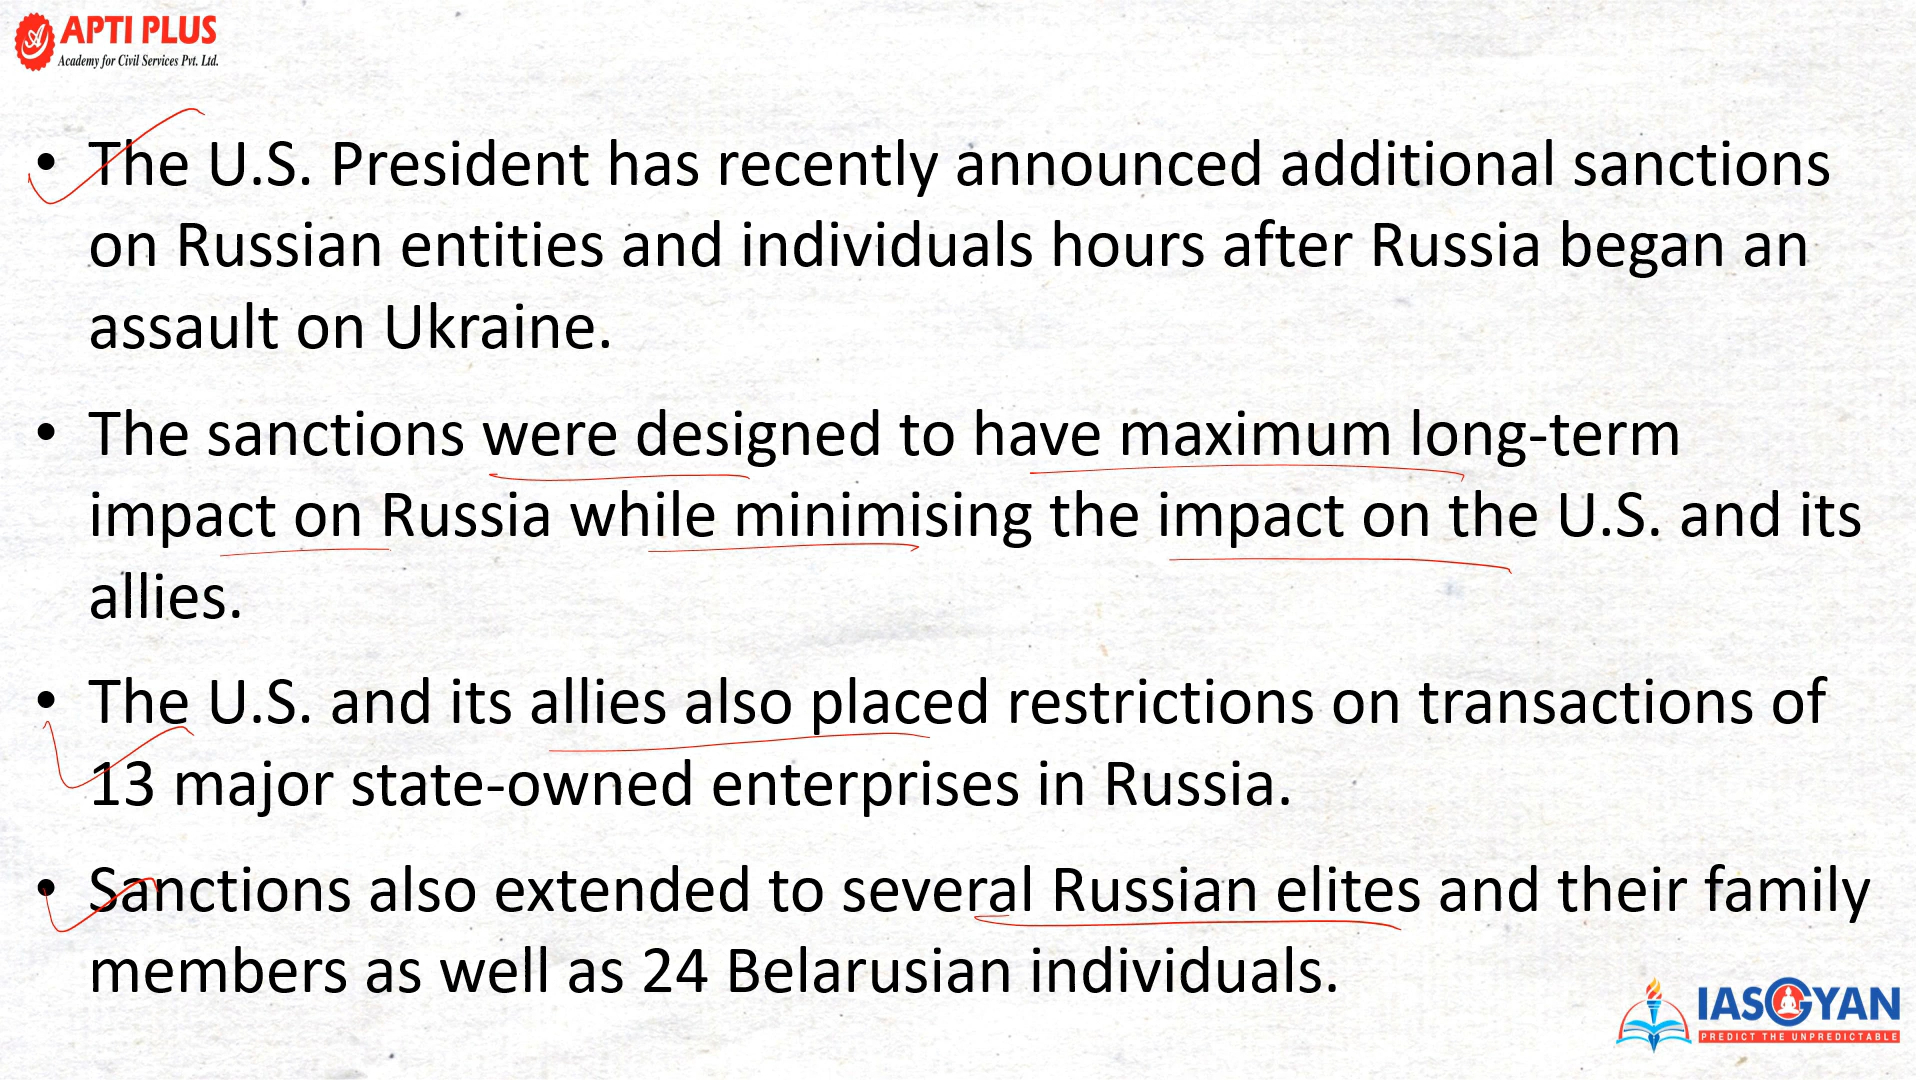 APTI PLUS
Academy for Civil Services Pvt. Ltd.
• The U.S. President has recently announced additional sanctions
on Russian entities and individuals hours after Russia began an
assault on Ukraine.
• The sanctions were designed to have maximum long-term
impact on Russia while minimising the impact on the U.S. and its
allies.
• The U.S. and its allies also placed restrictions on transactions of
13 major state-owned enterprises in Russia.
• Sanctions also extended to several Russian elites and their family
members as well as 24 Belarusian individuals.
IASGYAN
PREDICT THE UNPREDICTABLE